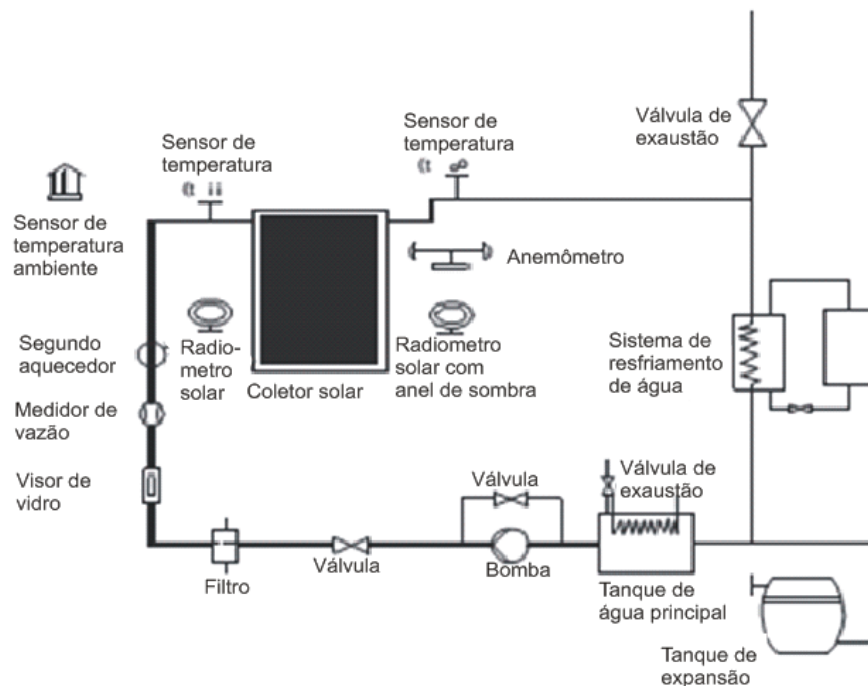 Válvula de
exaustão
Sensor de
temperatura
Sensor de
temperatura
Sensor de
temperatura
ambiente
Anemômetro
Segundo
aquecedor
Radio-
metro
solar
Coletor solar
Radiometro
solar com
anel de sombra
Sistema de
resfriamento
de água
Medidor de
vazão
Visor de
vidro
Válvula
Válvula de
exaustão
Filtro
Válvula
Bomba
Tanque de
água principal
Tanque de
expansão